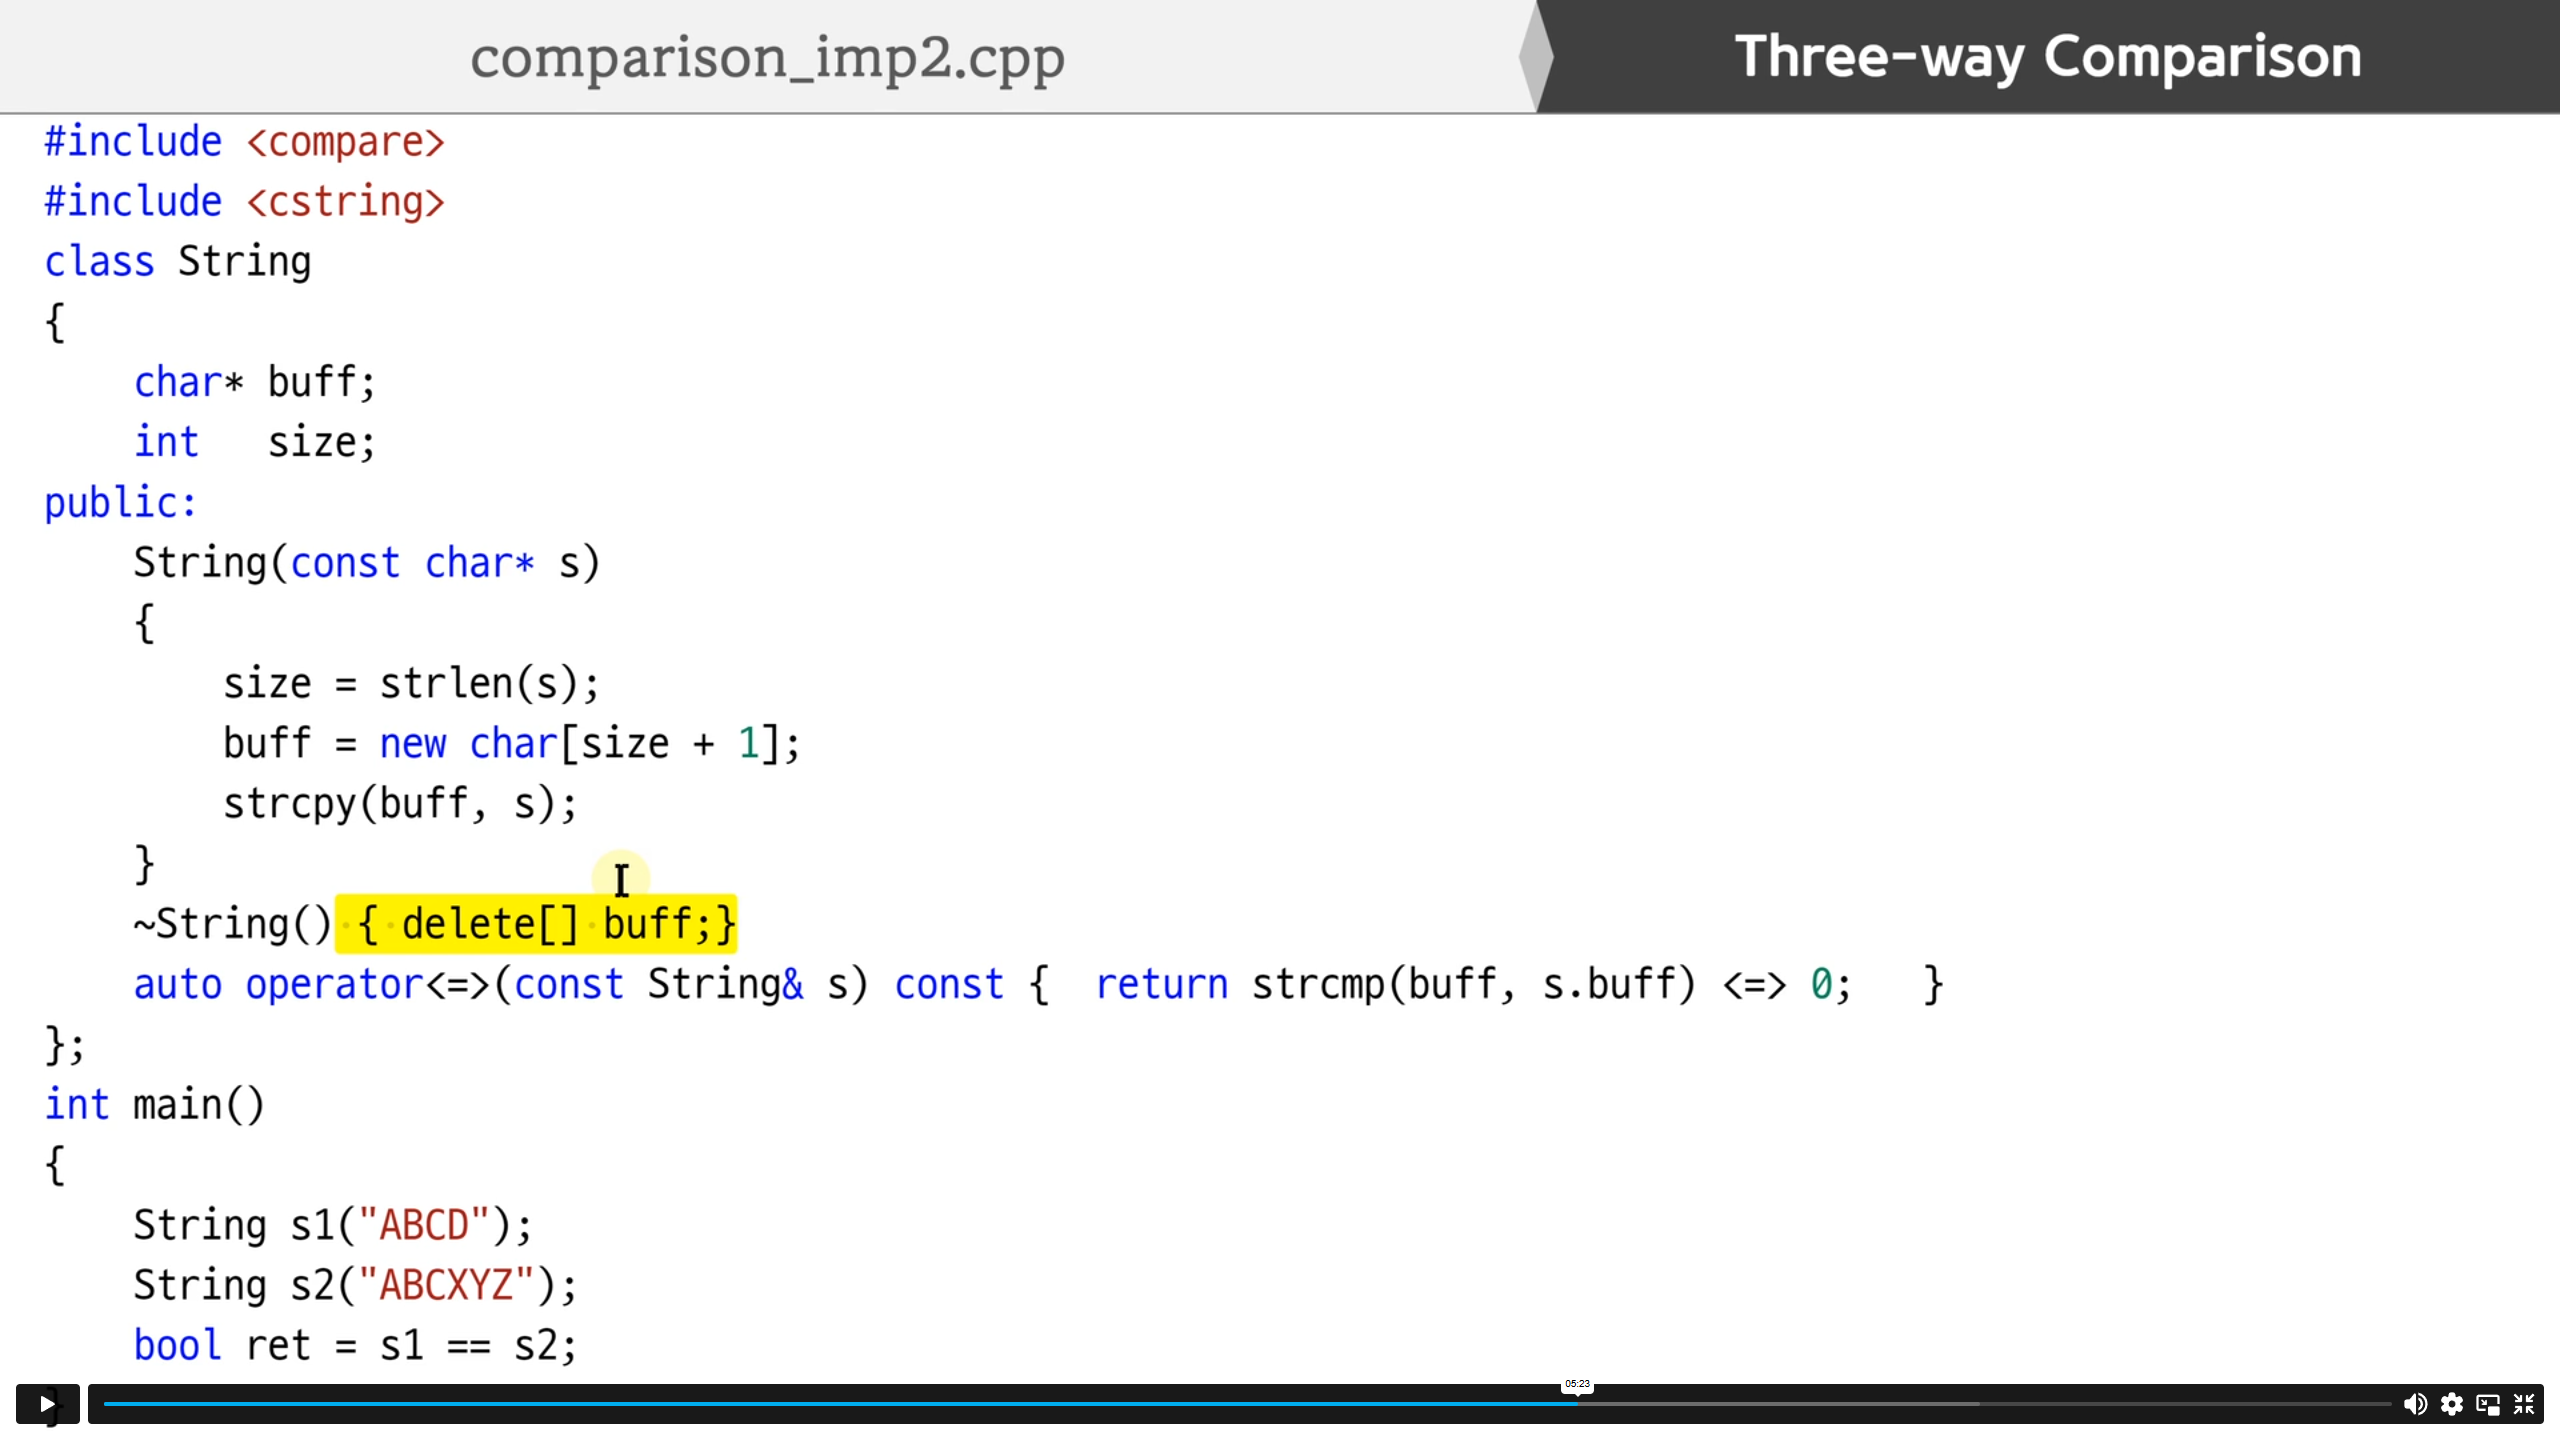 comparison_imp2.cpp
Three-way Comparison
#include <compare>
#include <cstring>
class String
{
    char* buff;
    int   size;
public:
    String(const char* s)
    {
        size = strlen(s);
        buff = new char[size + 1];
        strcpy(buff, s);
    }
    ~String() { delete[] buff;}
    auto operator<=>(const String& s) const {  return strcmp(buff, s.buff) <=> 0;   }
};
int main()
{
    String s1("ABCD");
    String s2("ABCXYZ");
    bool ret = s1 == s2;
}
05:23